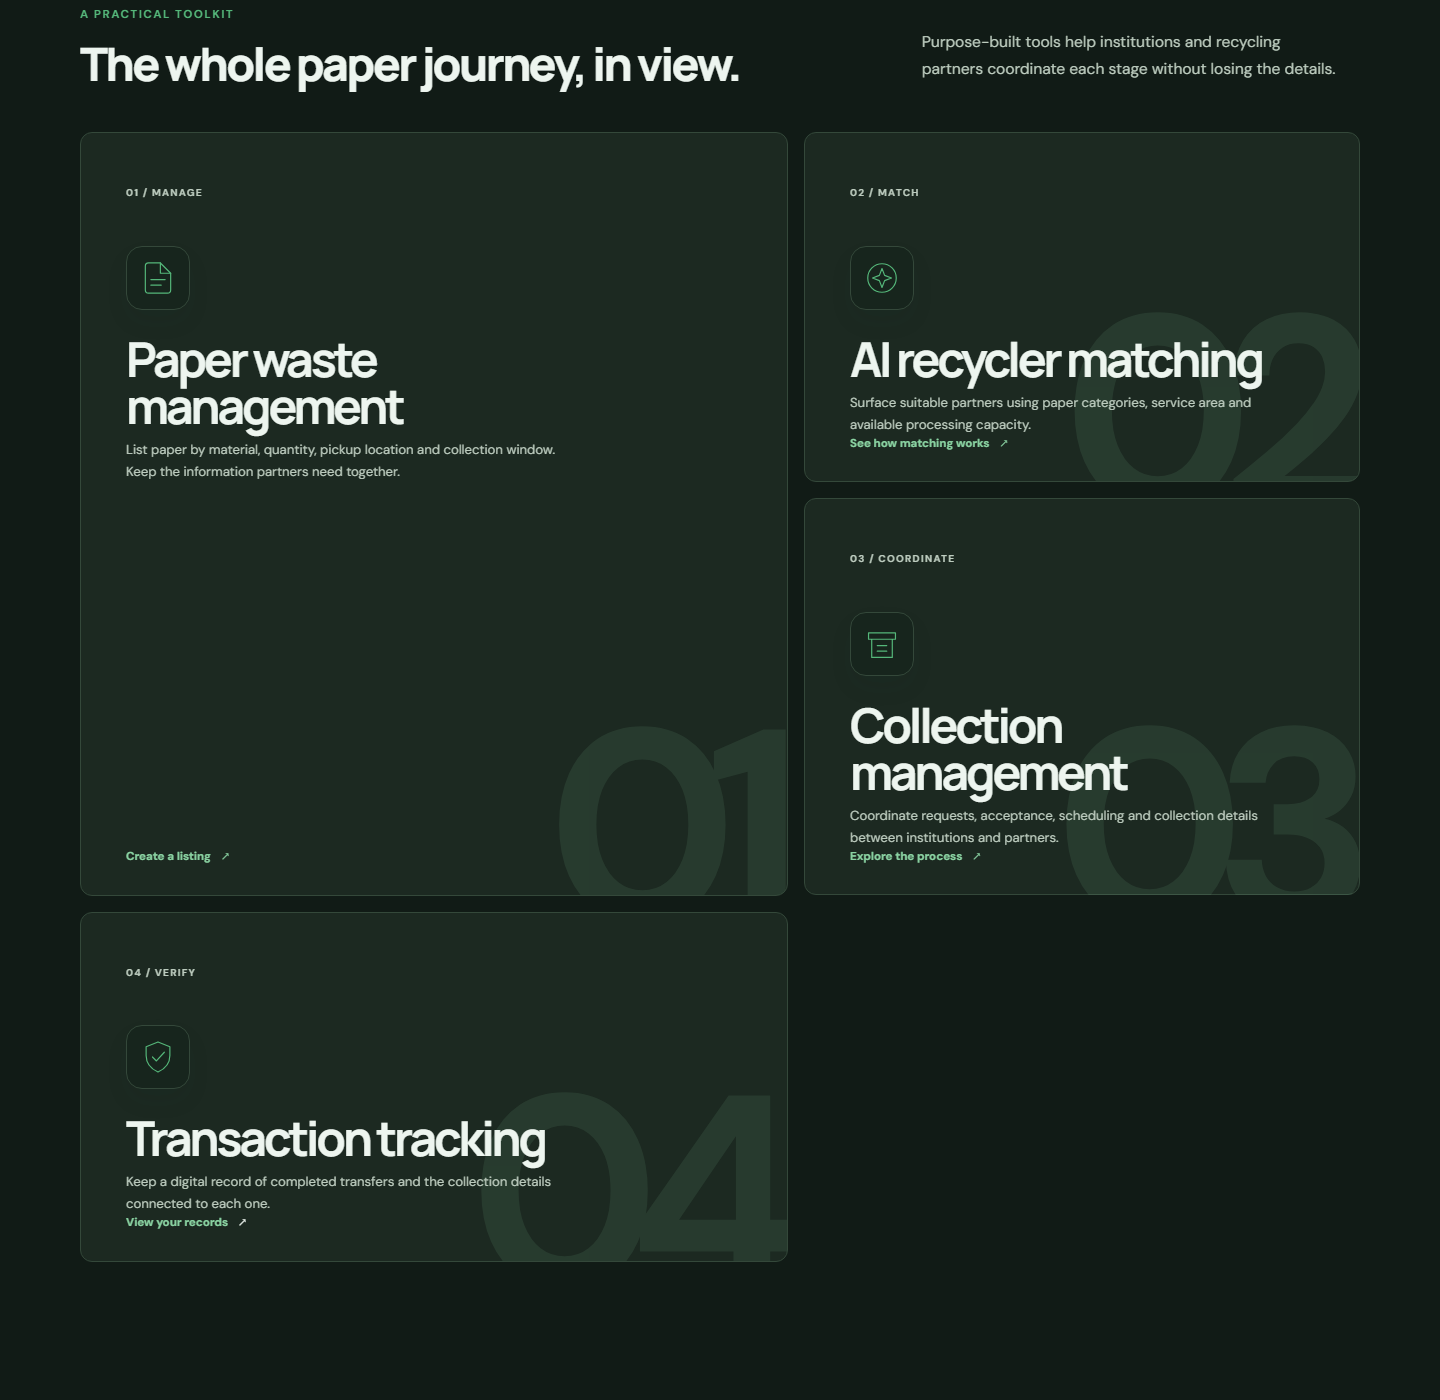 A PRACTICAL TOOLKIT
The whole paper journey, in view.
Purpose-built tools help institutions and recycling
partners coordinate each stage without losing the details.
01 / MANAGE
Paper waste
management
List paper by material, quantity, pickup location and collection window.
Keep the information partners need together.
Create a listing ↗
01
02 / MATCH
AI recycler matching
Surface suitable partners using paper categories, service area and
available processing capacity.
See how matching works ↗
02
03 / COORDINATE
Collection
management
Coordinate requests, acceptance, scheduling and collection details
between institutions and partners.
Explore the process ↗
03
04 / VERIFY
Transaction tracking
Keep a digital record of completed transfers and the collection details
connected to each one.
View your records ↗
04